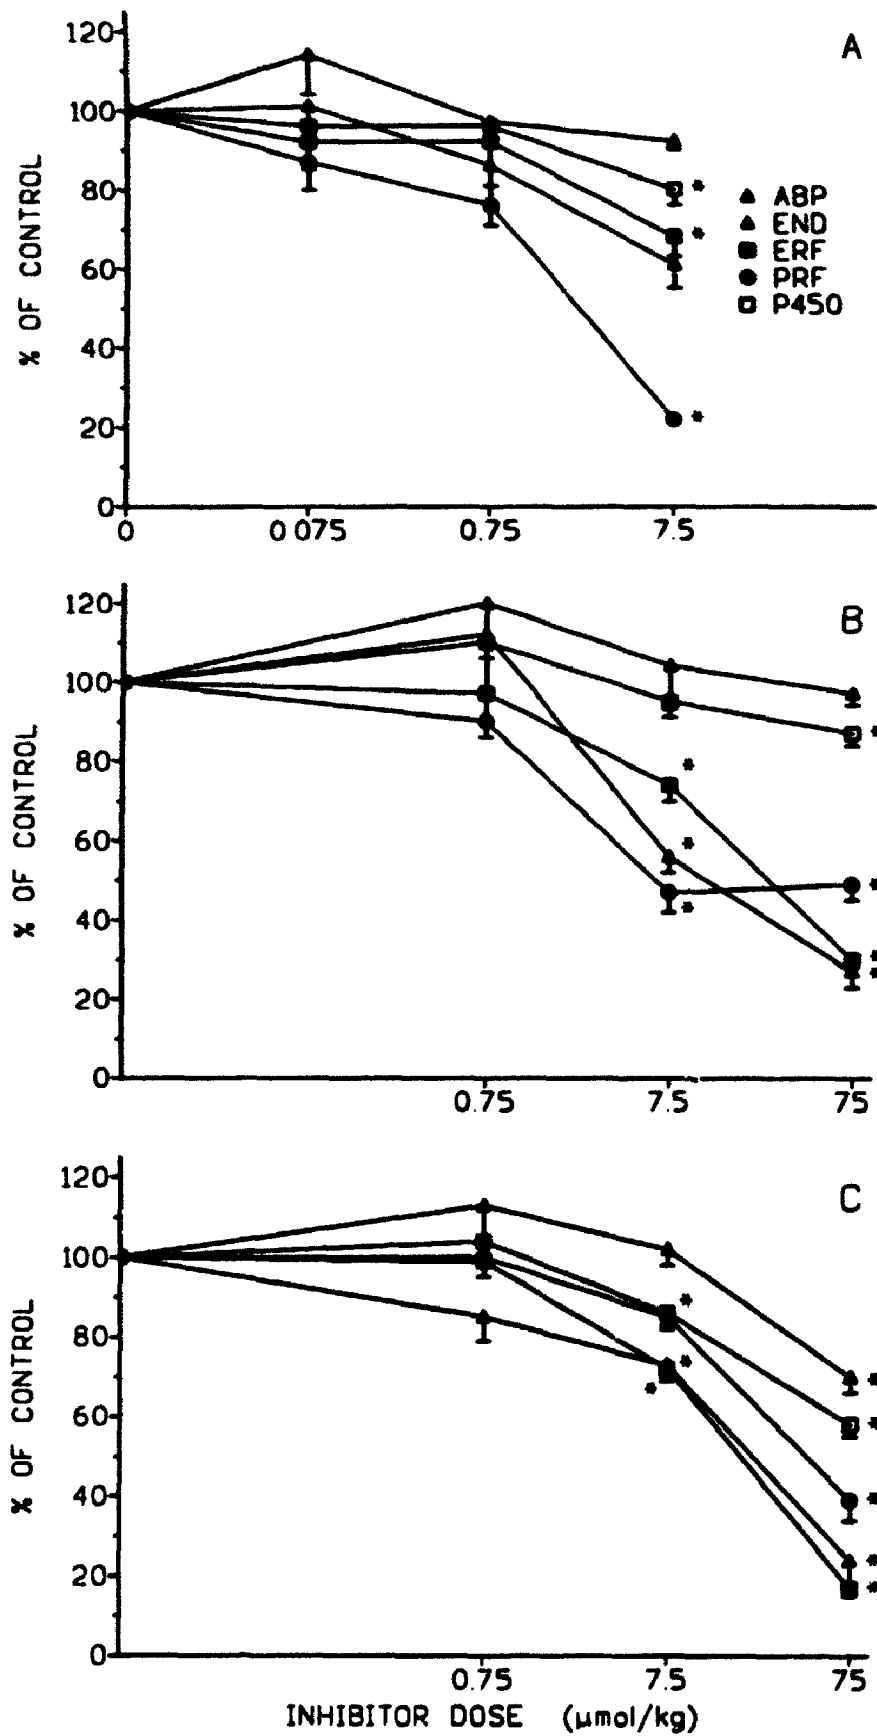 A
120
100
80
60
40
20
0
% OF CONTROL
ABP
END
ERF
PRF
P450
* * *
0 0 075 0.75 7.5
B
120
100
80
60
40
20
0
% OF CONTROL
* * * * * * *
0.75 7.5 75
C
120
100
80
60
40
20
0
% OF CONTROL
* * * * * * * *
0.75 7.5 75
INHIBITOR DOSE (μmol/kg)